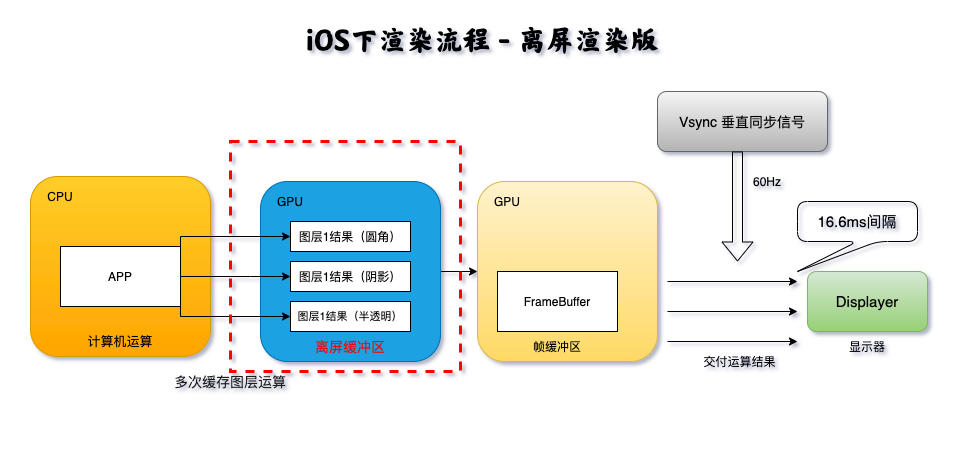 iOS下渲染流程 - 离屏渲染版
Vsync 垂直同步信号
60Hz
16.6ms间隔
CPU
APP
计算机运算
GPU
图层1结果（圆角）
图层1结果（阴影）
图层1结果（半透明）
离屏缓冲区
多次缓存图层运算
GPU
FrameBuffer
帧缓冲区
交付运算结果
Displayer
显示器